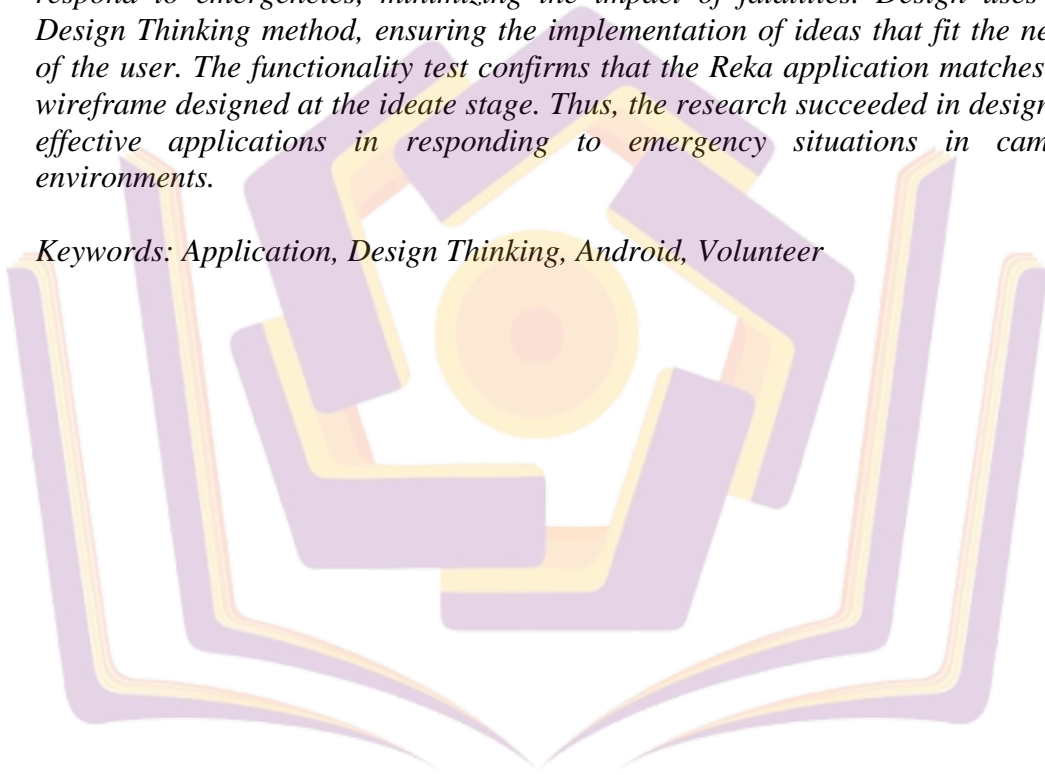 respond to emergencies, minimizing the impact of fatalities. Design uses
Design Thinking method, ensuring the implementation of ideas that fit the ne
of the user. The functionality test confirms that the Reka application matches
wireframe designed at the ideate stage. Thus, the research succeeded in design
effective applications in responding to emergency situations in cam
environments.
Keywords: Application, Design Thinking, Android, Volunteer